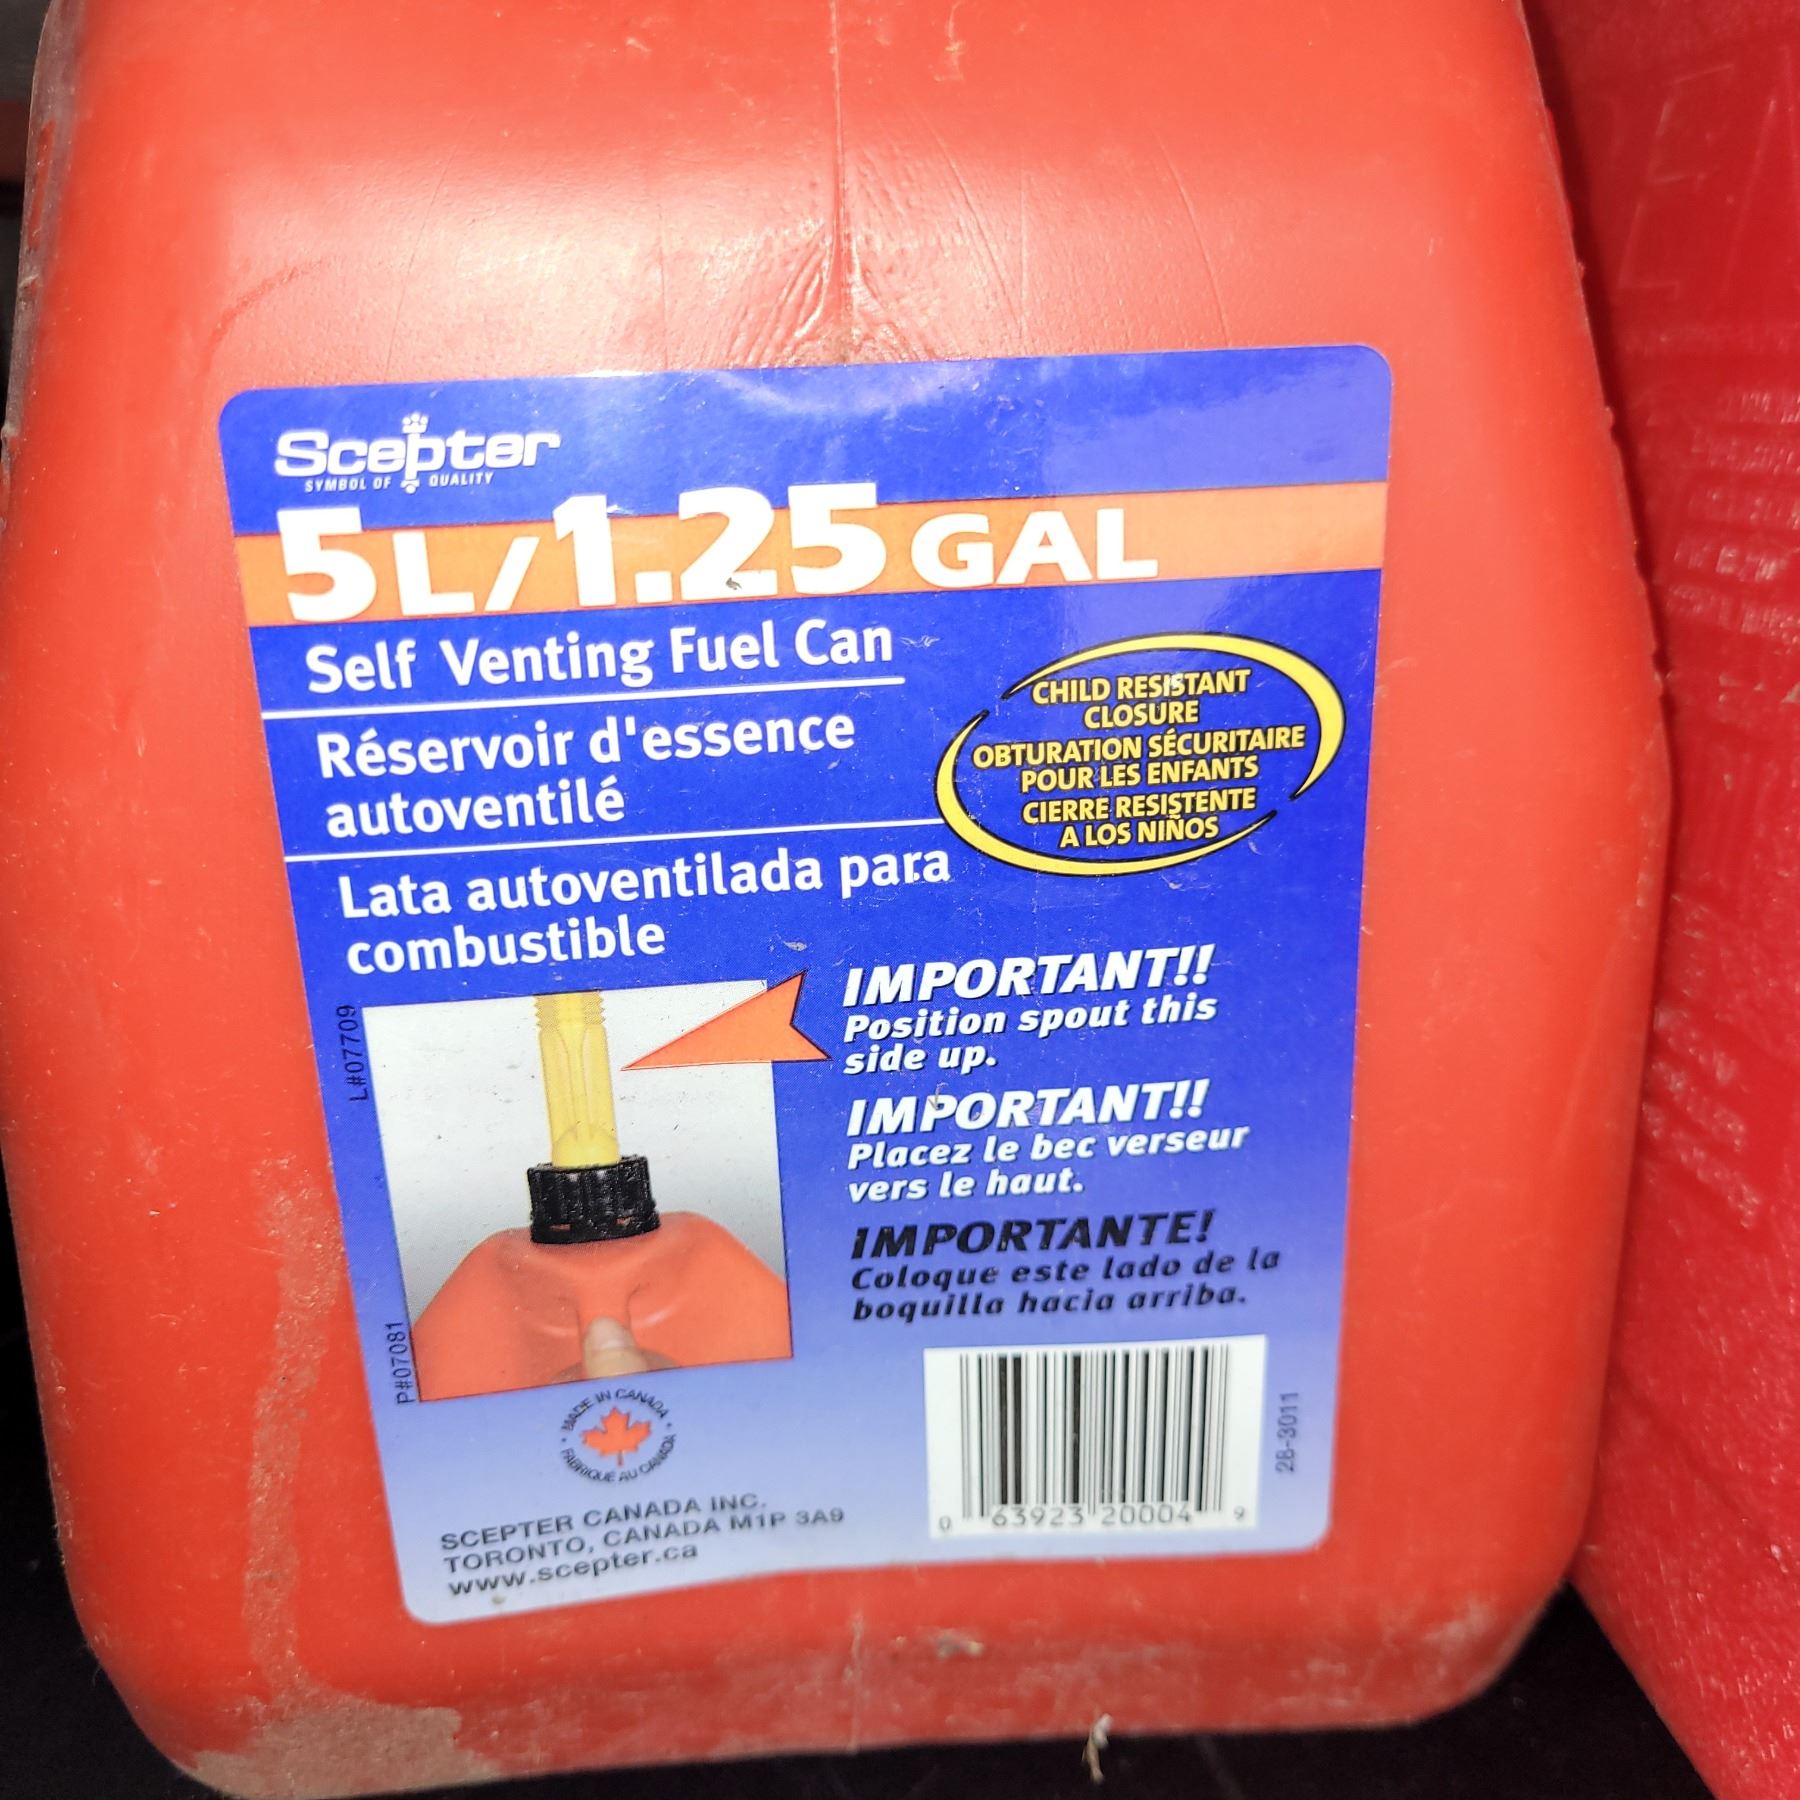 Scepter
SYMBOL OF QUALITY
5L/1.25 GAL
Self Venting Fuel Can
Réservoir d'essence
autoventilé
Lata autoventilada para
combustible
CHILD RESISTANT
CLOSURE
OBTURATION SÉCURITAIRE
POUR LES ENFANTS
CIERRE RESISTENTE
A LOS NIÑOS
IMPORTANT!!
Position spout this
side up.
IMPORTANT!!
Placez le bec verseur
vers le haut.
IMPORTANTE!
Coloque este lado de la
boquilla hacia arriba.
L#07709
P#07081
MADE IN CANADA
FABRIQUÉ AU CANADA
SCEPTER CANADA INC.
TORONTO, CANADA M1P 3A9
www.scepter.ca
0 63923 20004 9
28-3011